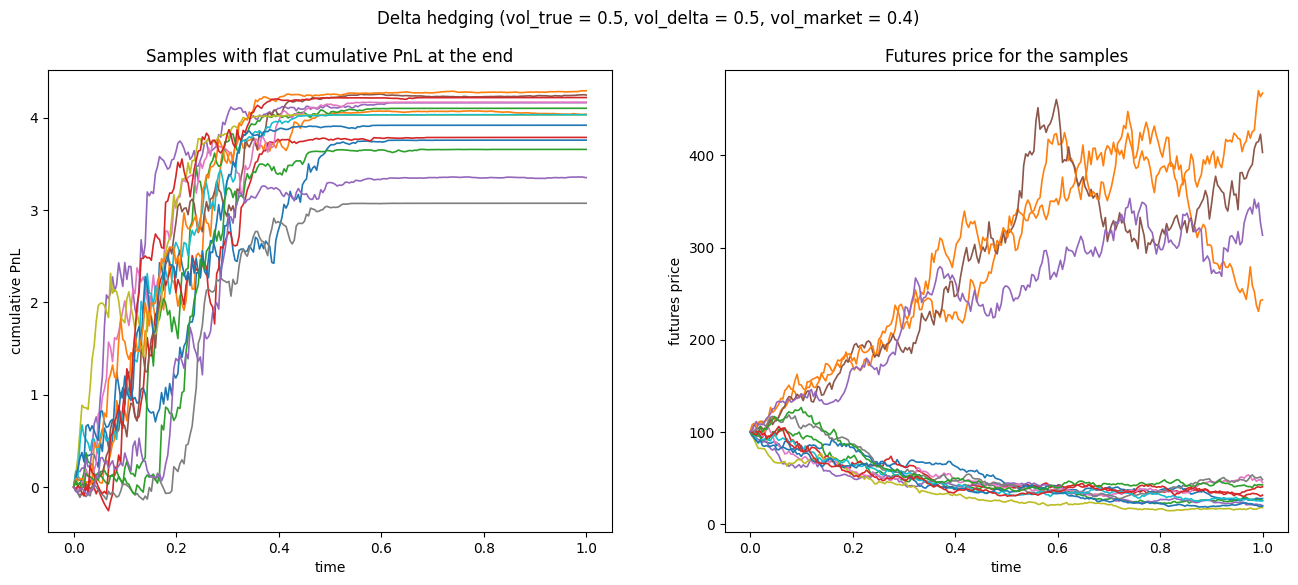 Delta hedging (vol_true = 0.5, vol_delta = 0.5, vol_market = 0.4)
Samples with flat cumulative PnL at the end
cumulative PnL
4
3
2
1
0
0.0 0.2 0.4 0.6 0.8 1.0
time
Futures price for the samples
futures price
400
300
200
100
0
0.0 0.2 0.4 0.6 0.8 1.0
time